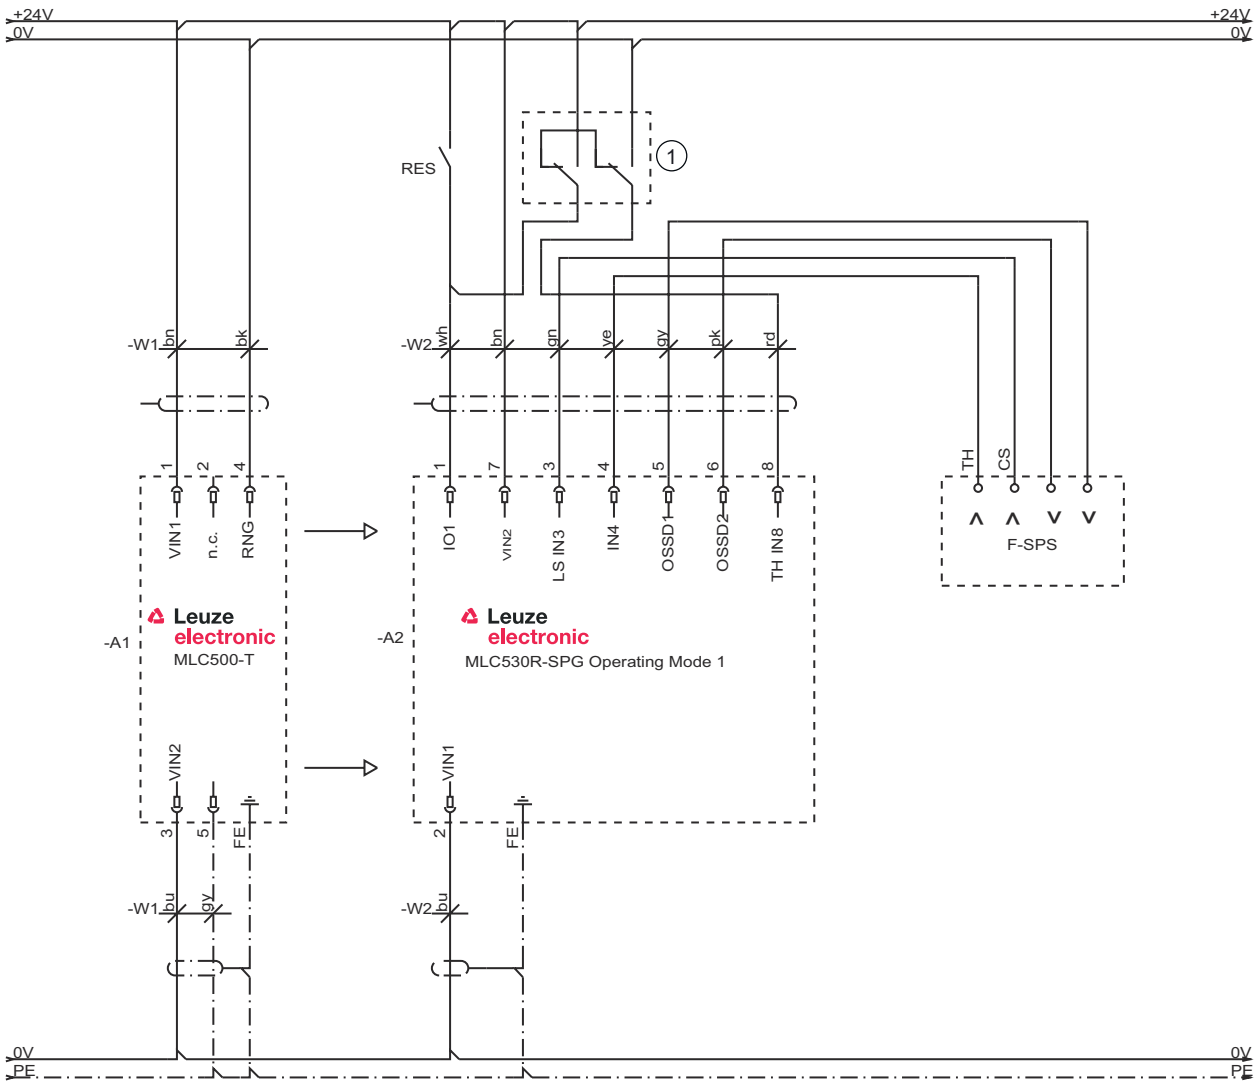 +24V
+24V
0V
0V
RES
1
-W1
bn
bk
-W2
wh
bn
gn
ye
gy
pk
rd
TH
CS
1
2
4
1
7
3
4
5
6
8
VIN1
n.c.
RNG
IO1
VIN2
LS IN3
IN4
OSSD1
OSSD2
TH IN8
F-SPS
Leuze
electronic
MLC500-T
-A1
Leuze
electronic
MLC530R-SPG Operating Mode 1
-A2
VIN2
VIN1
3
5
FE
2
FE
-W1
bu
gy
-W2
bu
0V
0V
PE
PE